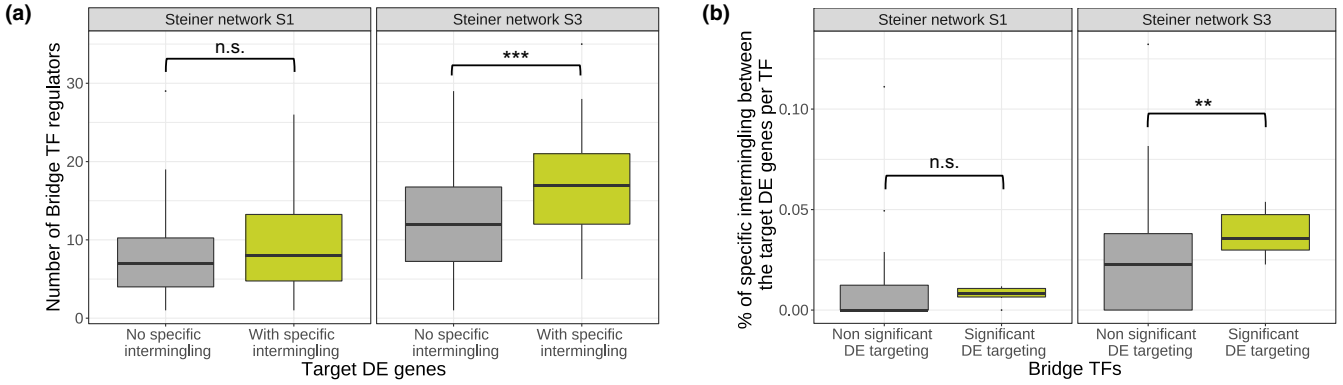 (a)
Steiner network S1
Steiner network S3
Number of Bridge TF regulators
0
10
20
30
n.s.
***
No specific
intermingling
With specific
intermingling
No specific
intermingling
With specific
intermingling
Target DE genes
(b)
Steiner network S1
Steiner network S3
% of specific intermingling between
the target DE genes per TF
0.00
0.05
0.10
n.s.
**
Non significant
DE targeting
Significant
DE targeting
Non significant
DE targeting
Significant
DE targeting
Bridge TFs